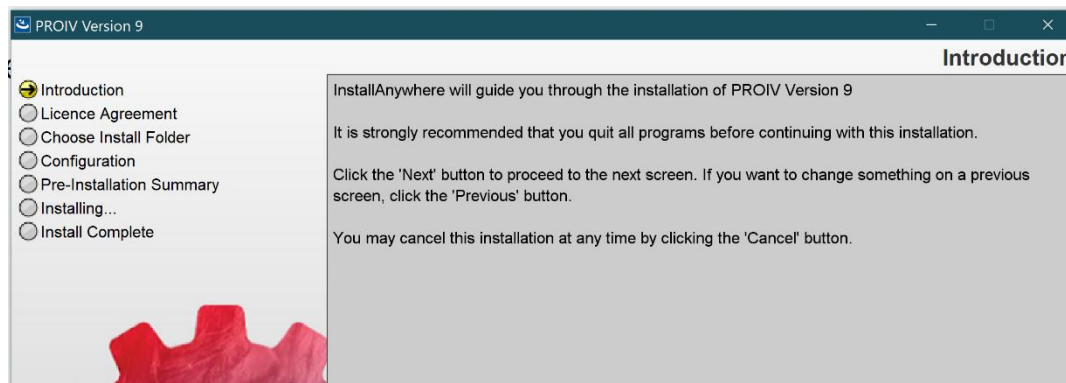 PROIV Version 9
Introduction
Introduction
Licence Agreement
Choose Install Folder
Configuration
Pre-Installation Summary
Installing...
Install Complete
InstallAnywhere will guide you through the installation of PROIV Version 9
It is strongly recommended that you quit all programs before continuing with this installation.
Click the 'Next' button to proceed to the next screen. If you want to change something on a previous
screen, click the 'Previous' button.
You may cancel this installation at any time by clicking the 'Cancel' button.